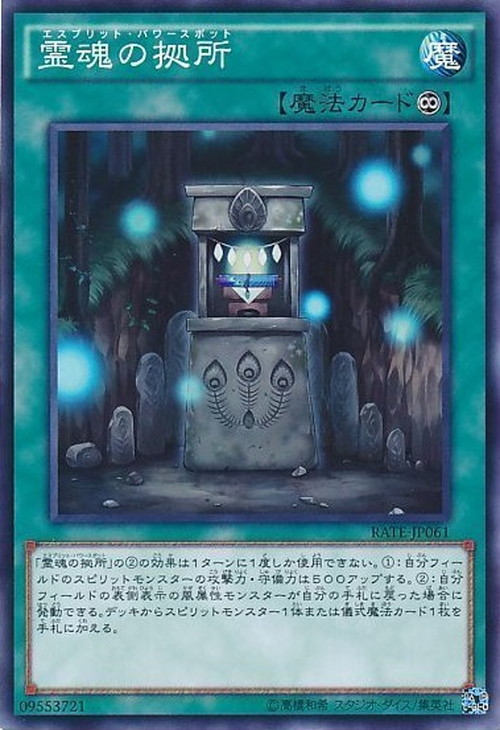 エスプリット・パワースポット
霊魂の拠所
魔
【魔法カード】
RATE-JP061
「霊魂の拠所」の②の効果は１ターンに１度しか使用できない。①：自分フィ
ールドのスピリットモンスターの攻撃力・守備力は５００アップする。②：自分
フィールドの表側表示の風属性モンスターが自分の手札に戻った場合に
発動できる。デッキからスピリットモンスター１体または儀式魔法カード１枚を
手札に加える。
09553721
©高橋和希 スタジオ・ダイス/集英社